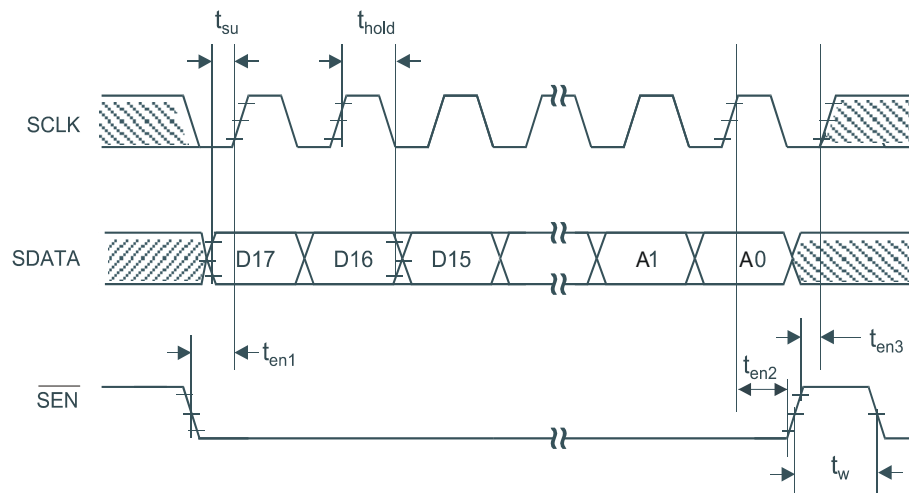 tsu
thold
SCLK
SDATA
D17
D16
D15
A1
A0
ten1
ten2
ten3
SEN
tw